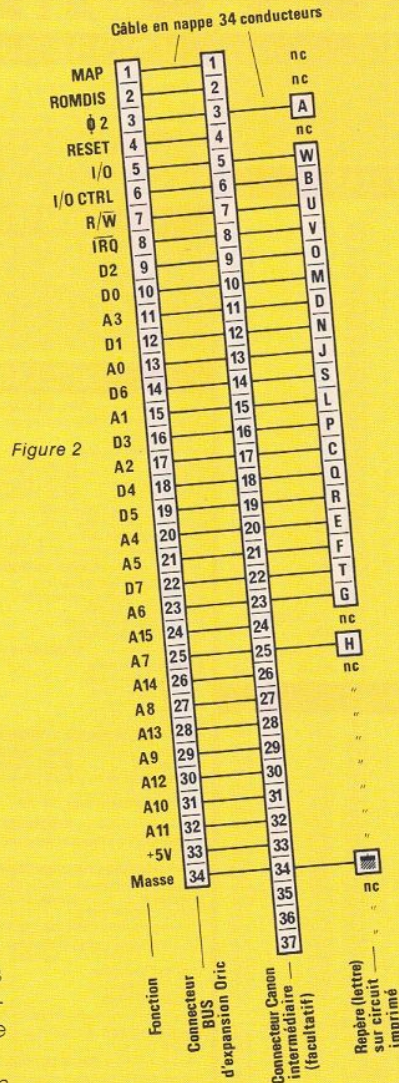 Câble en nappe 34 conducteurs
MAP 1 1 nc
ROMDIS 2 2 nc
ϕ 2 3 3 A
RESET 4 4 nc
I/O 5 5 W
I/O CTRL 6 6 B
R/W̅ 7 7 U
I̅R̅Q̅ 8 8 V
D2 9 9 O
D0 10 10 M
A3 11 11 D
D1 12 12 N
A0 13 13 J
D6 14 14 S
A1 15 15 L
D3 16 16 P
A2 17 17 C
D4 18 18 Q
D5 19 19 R
A4 20 20 E
A5 21 21 F
D7 22 22 T
A6 23 23 G
A15 24 24 nc
A7 25 25 H
A14 26 26 nc
A8 27 27 "
A13 28 28 "
A9 29 29 "
A12 30 30 "
A10 31 31 "
A11 32 32 "
+5V 33 33 "
Masse 34 34
35 nc
36 "
37 "
Figure 2
Fonction
Connecteur
BUS
d'expansion Oric
Connecteur Canon
intermédiaire
(facultatif)
Repère (lettre)
sur circuit
imprimé